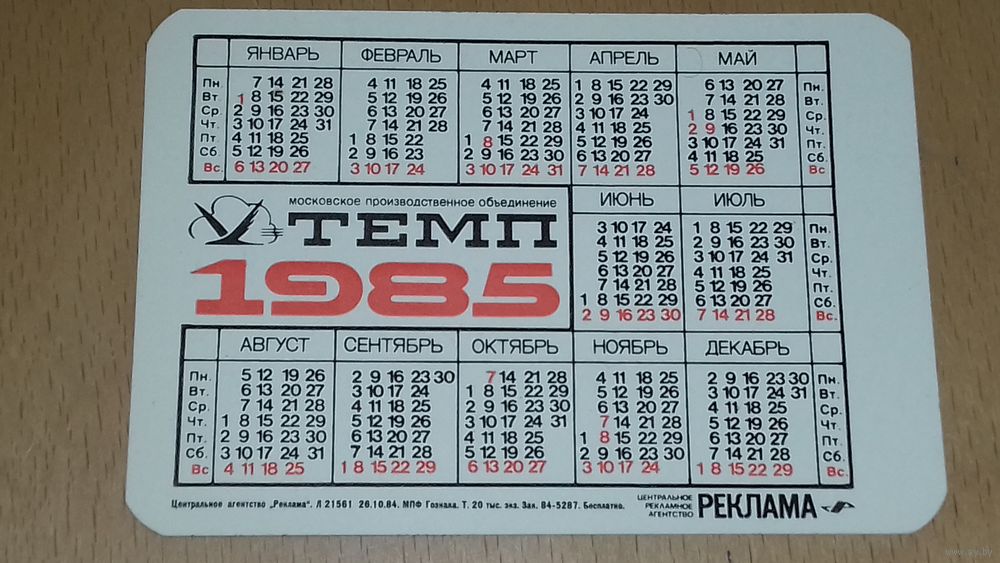 ЯНВАРЬ ФЕВРАЛЬ МАРТ АПРЕЛЬ МАЙ
Пн. 7 14 21 28 4 11 18 25 4 11 18 25 1 8 15 22 29 6 13 20 27 Пн.
Вт. 1 8 15 22 29 5 12 19 26 5 12 19 26 2 9 16 23 30 7 14 21 28 Вт.
Ср. 2 9 16 23 30 6 13 20 27 6 13 20 27 3 10 17 24 1 8 15 22 29 Ср.
Чт. 3 10 17 24 31 7 14 21 28 7 14 21 28 4 11 18 25 2 9 16 23 30 Чт.
Пт. 4 11 18 25 1 8 15 22 1 8 15 22 29 5 12 19 26 3 10 17 24 31 Пт.
Сб. 5 12 19 26 2 9 16 23 2 9 16 23 30 6 13 20 27 4 11 18 25 Сб.
Вс. 6 13 20 27 3 10 17 24 3 10 17 24 31 7 14 21 28 5 12 19 26 Вс.
московское производственное объединение
ТЕМП
1985
ИЮНЬ ИЮЛЬ
3 10 17 24 1 8 15 22 29 Пн.
4 11 18 25 2 9 16 23 30 Вт.
5 12 19 26 3 10 17 24 31 Ср.
6 13 20 27 4 11 18 25 Чт.
7 14 21 28 5 12 19 26 Пт.
1 8 15 22 29 6 13 20 27 Сб.
2 9 16 23 30 7 14 21 28 Вс.
АВГУСТ СЕНТЯБРЬ ОКТЯБРЬ НОЯБРЬ ДЕКАБРЬ
Пн. 5 12 19 26 2 9 16 23 30 7 14 21 28 4 11 18 25 2 9 16 23 30 Пн.
Вт. 6 13 20 27 3 10 17 24 1 8 15 22 29 5 12 19 26 3 10 17 24 31 Вт.
Ср. 7 14 21 28 4 11 18 25 2 9 16 23 30 6 13 20 27 4 11 18 25 Ср.
Чт. 1 8 15 22 29 5 12 19 26 3 10 17 24 31 7 14 21 28 5 12 19 26 Чт.
Пт. 2 9 16 23 30 6 13 20 27 4 11 18 25 1 8 15 22 29 6 13 20 27 Пт.
Сб. 3 10 17 24 31 7 14 21 28 5 12 19 26 2 9 16 23 30 7 14 21 28 Сб.
Вс 4 11 18 25 1 8 15 22 29 6 13 20 27 3 10 17 24 1 8 15 22 29 Вс.
Центральное агентство „Реклама". Л 21561 26.10.84. МПФ Гознака. Т. 20 тыс. экз. Зак. 84-5287. Бесплатно.
ЦЕНТРАЛЬНОЕ
РЕКЛАМНОЕ
АГЕНТСТВО
РЕКЛАМА